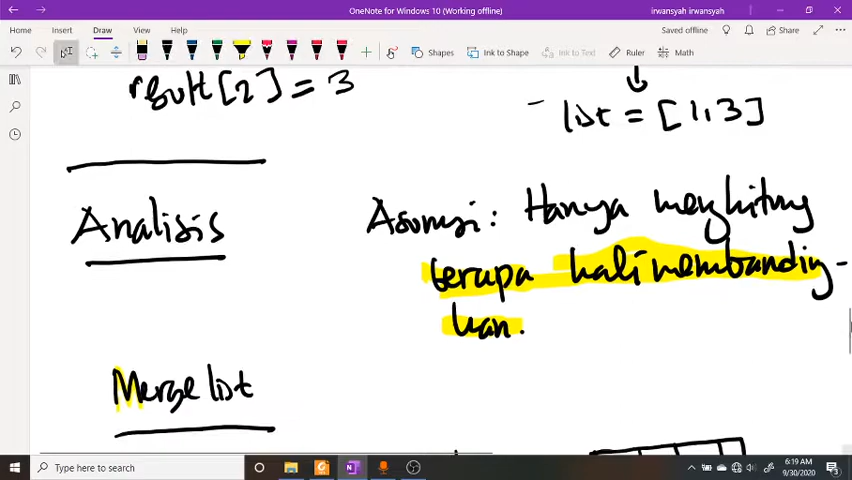 OneNote for Windows 10 (Working offline)
irwansyah irwansyah
Home Insert Draw View
Saved offline Share
Shapes Ink to Shape Ink to Text Ruler Math
result[2] = 3
list = [1,3]
Analisis
Asumsi: Hanya menghitung
berapa kali membanding-
kan.
Merge list
Type here to search
6:19 AM
9/30/2020
3